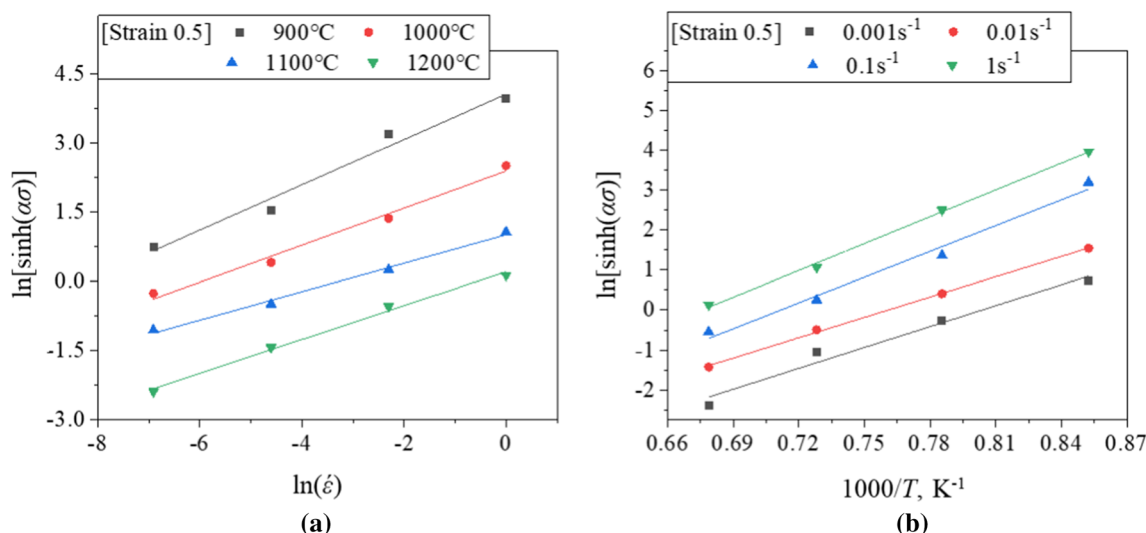 [Strain 0.5] 900°C 1000°C
1100°C 1200°C
4.5
3.0
1.5
0.0
-1.5
-3.0
ln[sinh(ασ)]
-8 -6 -4 -2 0
ln(έ)
(a)
[Strain 0.5] 0.001s⁻¹ 0.01s⁻¹
0.1s⁻¹ 1s⁻¹
6
5
4
3
2
1
0
-1
-2
ln[sinh(ασ)]
0.66 0.69 0.72 0.75 0.78 0.81 0.84 0.87
1000/T, K⁻¹
(b)